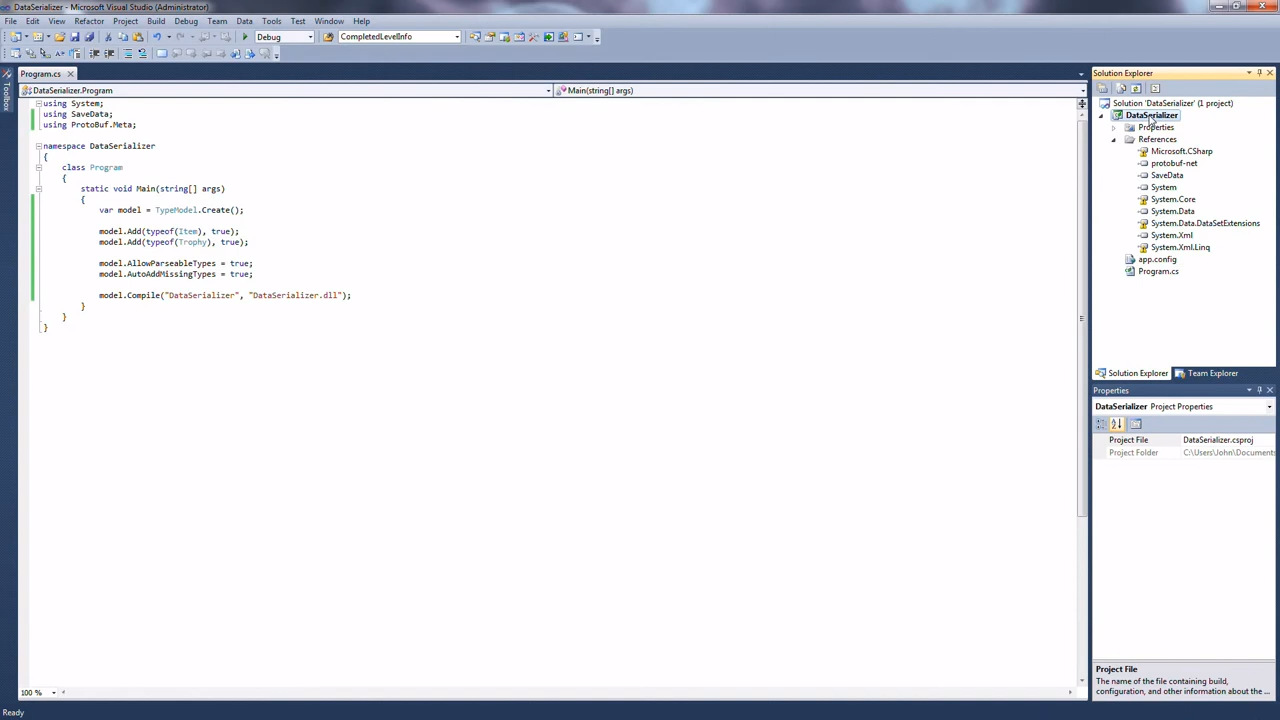 DataSerializer - Microsoft Visual Studio (Administrator)
File Edit View Refactor Project Build Debug Team Data Tools Test Window Help
Debug CompletedLevelInfo
Toolbox
Program.cs
DataSerializer.Program Main(string[] args)
using System;
using SaveData;
using ProtoBuf.Meta;
namespace DataSerializer
{
class Program
{
static void Main(string[] args)
{
var model = TypeModel.Create();
model.Add(typeof(Item), true);
model.Add(typeof(Trophy), true);
model.AllowParseableTypes = true;
model.AutoAddMissingTypes = true;
model.Compile("DataSerializer", "DataSerializer.dll");
}
}
}
100 %
Ready
Solution Explorer
Solution 'DataSerializer' (1 project)
DataSerializer
Properties
References
Microsoft.CSharp
protobuf-net
SaveData
System
System.Core
System.Data
System.Data.DataSetExtensions
System.Xml
System.Xml.Linq
app.config
Program.cs
Solution Explorer Team Explorer
Properties
DataSerializer Project Properties
Project File DataSerializer.csproj
Project Folder C:\Users\John\Documents
Project File
The name of the file containing build,
configuration, and other information about the ...